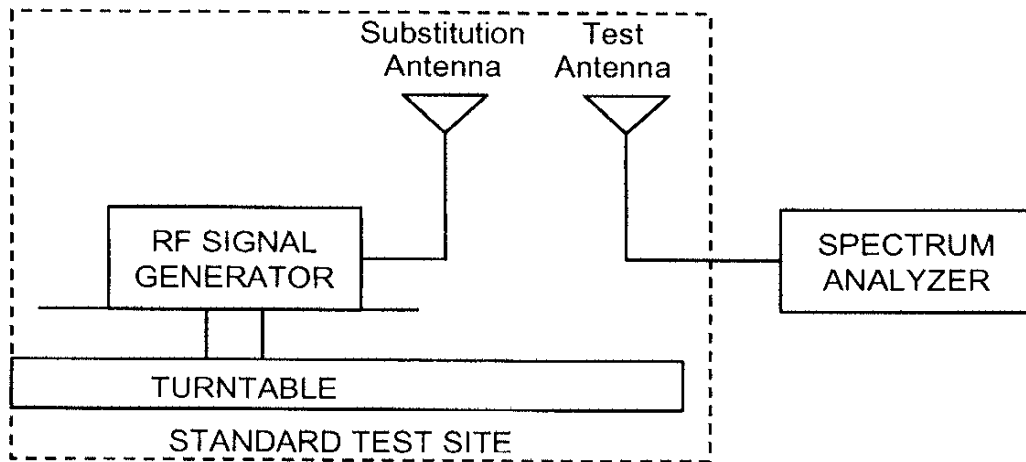 Substitution
Antenna
Test
Antenna
RF SIGNAL
GENERATOR
SPECTRUM
ANALYZER
TURNTABLE
STANDARD TEST SITE